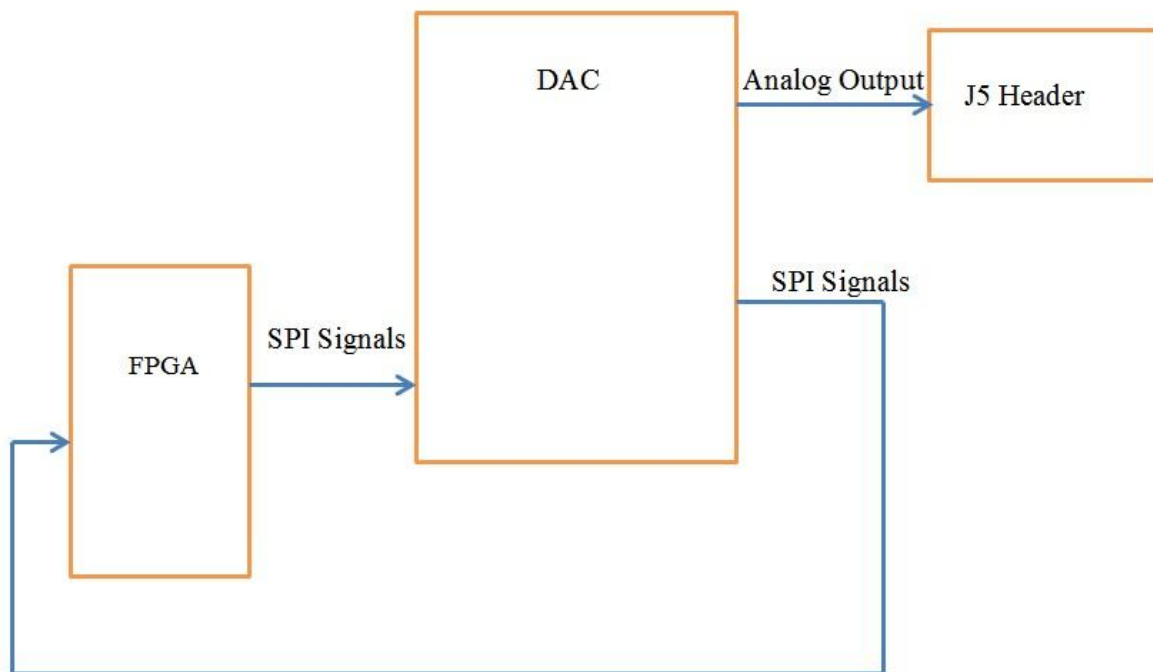 DAC
Analog Output
J5 Header
SPI Signals
SPI Signals
FPGA